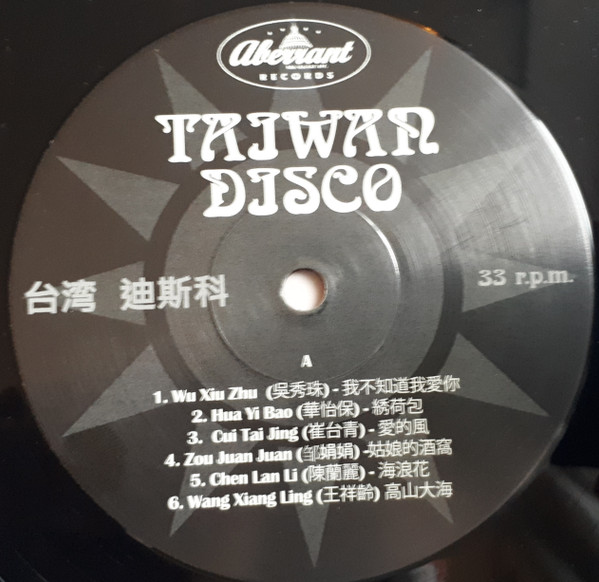 Aberrant
RECORDS
TAIWAN
DISCO
台湾 迪斯科
33 r.p.m.
A
1. Wu Xiu Zhu (吳秀珠) - 我不知道我愛你
2. Hua Yi Bao (華怡保) - 綉荷包
3. Cui Tai Jing (崔台青) - 愛的風
4. Zou Juan Juan (邹娟娟) -姑娘的酒窩
5. Chen Lan Li (陳蘭麗) - 海浪花
6. Wang Xiang Ling (王祥齡) 高山大海